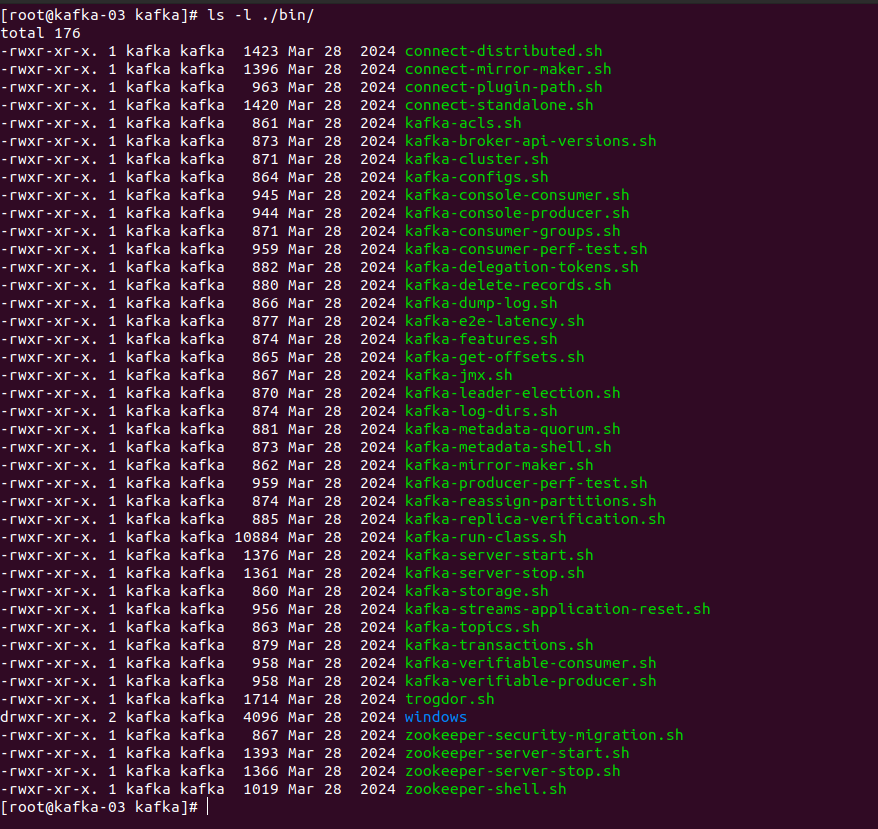 [root@kafka-03 kafka]# ls -l ./bin/
total 176
-rwxr-xr-x. 1 kafka kafka  1423 Mar 28  2024 connect-distributed.sh
-rwxr-xr-x. 1 kafka kafka  1396 Mar 28  2024 connect-mirror-maker.sh
-rwxr-xr-x. 1 kafka kafka   963 Mar 28  2024 connect-plugin-path.sh
-rwxr-xr-x. 1 kafka kafka  1420 Mar 28  2024 connect-standalone.sh
-rwxr-xr-x. 1 kafka kafka   861 Mar 28  2024 kafka-acls.sh
-rwxr-xr-x. 1 kafka kafka   873 Mar 28  2024 kafka-broker-api-versions.sh
-rwxr-xr-x. 1 kafka kafka   871 Mar 28  2024 kafka-cluster.sh
-rwxr-xr-x. 1 kafka kafka   864 Mar 28  2024 kafka-configs.sh
-rwxr-xr-x. 1 kafka kafka   945 Mar 28  2024 kafka-console-consumer.sh
-rwxr-xr-x. 1 kafka kafka   944 Mar 28  2024 kafka-console-producer.sh
-rwxr-xr-x. 1 kafka kafka   871 Mar 28  2024 kafka-consumer-groups.sh
-rwxr-xr-x. 1 kafka kafka   959 Mar 28  2024 kafka-consumer-perf-test.sh
-rwxr-xr-x. 1 kafka kafka   882 Mar 28  2024 kafka-delegation-tokens.sh
-rwxr-xr-x. 1 kafka kafka   880 Mar 28  2024 kafka-delete-records.sh
-rwxr-xr-x. 1 kafka kafka   866 Mar 28  2024 kafka-dump-log.sh
-rwxr-xr-x. 1 kafka kafka   877 Mar 28  2024 kafka-e2e-latency.sh
-rwxr-xr-x. 1 kafka kafka   874 Mar 28  2024 kafka-features.sh
-rwxr-xr-x. 1 kafka kafka   865 Mar 28  2024 kafka-get-offsets.sh
-rwxr-xr-x. 1 kafka kafka   867 Mar 28  2024 kafka-jmx.sh
-rwxr-xr-x. 1 kafka kafka   870 Mar 28  2024 kafka-leader-election.sh
-rwxr-xr-x. 1 kafka kafka   874 Mar 28  2024 kafka-log-dirs.sh
-rwxr-xr-x. 1 kafka kafka   881 Mar 28  2024 kafka-metadata-quorum.sh
-rwxr-xr-x. 1 kafka kafka   873 Mar 28  2024 kafka-metadata-shell.sh
-rwxr-xr-x. 1 kafka kafka   862 Mar 28  2024 kafka-mirror-maker.sh
-rwxr-xr-x. 1 kafka kafka   959 Mar 28  2024 kafka-producer-perf-test.sh
-rwxr-xr-x. 1 kafka kafka   874 Mar 28  2024 kafka-reassign-partitions.sh
-rwxr-xr-x. 1 kafka kafka   885 Mar 28  2024 kafka-replica-verification.sh
-rwxr-xr-x. 1 kafka kafka 10884 Mar 28  2024 kafka-run-class.sh
-rwxr-xr-x. 1 kafka kafka  1376 Mar 28  2024 kafka-server-start.sh
-rwxr-xr-x. 1 kafka kafka  1361 Mar 28  2024 kafka-server-stop.sh
-rwxr-xr-x. 1 kafka kafka   860 Mar 28  2024 kafka-storage.sh
-rwxr-xr-x. 1 kafka kafka   956 Mar 28  2024 kafka-streams-application-reset.sh
-rwxr-xr-x. 1 kafka kafka   863 Mar 28  2024 kafka-topics.sh
-rwxr-xr-x. 1 kafka kafka   879 Mar 28  2024 kafka-transactions.sh
-rwxr-xr-x. 1 kafka kafka   958 Mar 28  2024 kafka-verifiable-consumer.sh
-rwxr-xr-x. 1 kafka kafka   958 Mar 28  2024 kafka-verifiable-producer.sh
-rwxr-xr-x. 1 kafka kafka  1714 Mar 28  2024 trogdor.sh
drwxr-xr-x. 2 kafka kafka  4096 Mar 28  2024 windows
-rwxr-xr-x. 1 kafka kafka   867 Mar 28  2024 zookeeper-security-migration.sh
-rwxr-xr-x. 1 kafka kafka  1393 Mar 28  2024 zookeeper-server-start.sh
-rwxr-xr-x. 1 kafka kafka  1366 Mar 28  2024 zookeeper-server-stop.sh
-rwxr-xr-x. 1 kafka kafka  1019 Mar 28  2024 zookeeper-shell.sh
[root@kafka-03 kafka]#